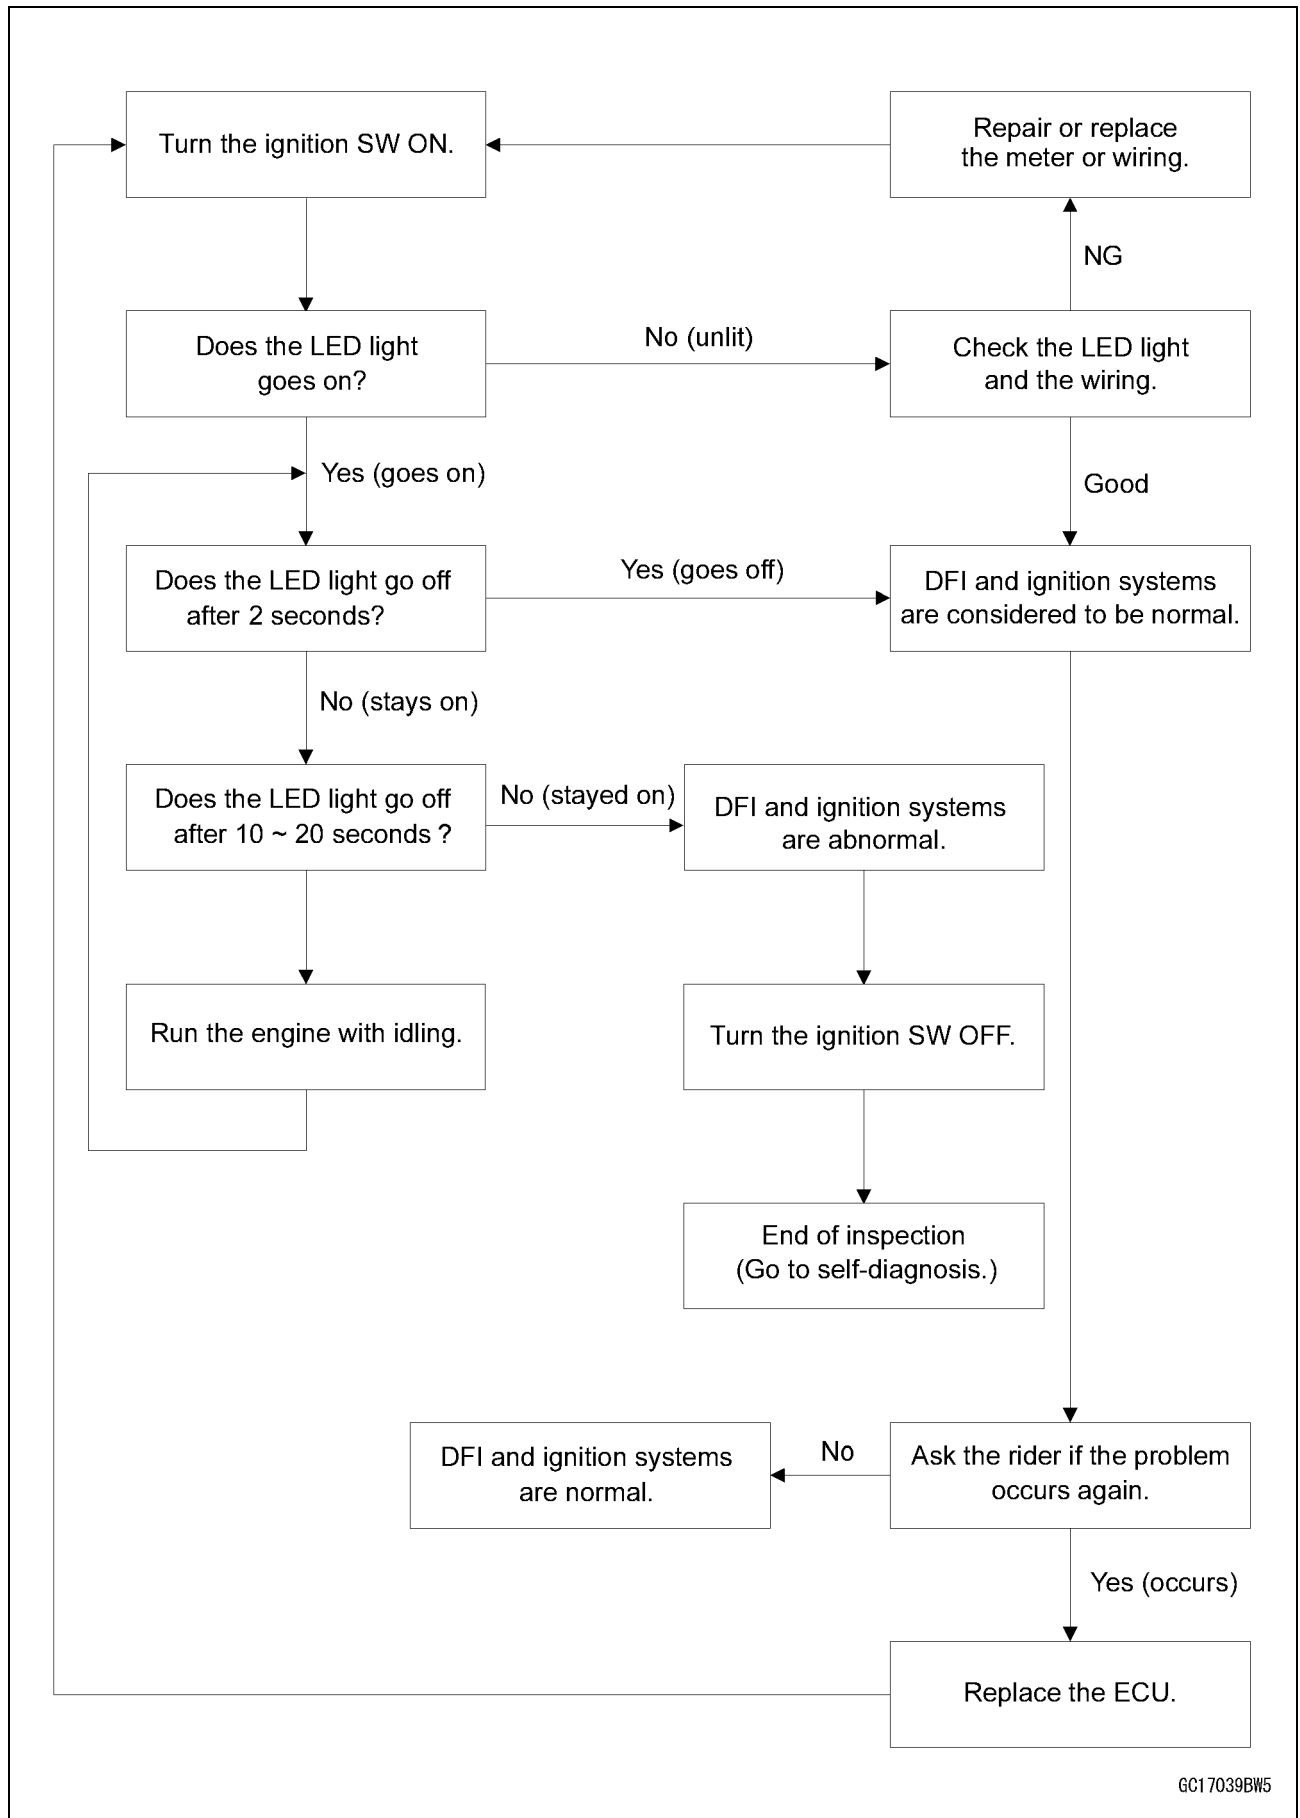 Turn the ignition SW ON.
Repair or replace
the meter or wiring.
NG
Does the LED light
goes on?
No (unlit)
Check the LED light
and the wiring.
Yes (goes on)
Good
Does the LED light go off
after 2 seconds?
Yes (goes off)
DFI and ignition systems
are considered to be normal.
No (stays on)
Does the LED light go off
after 10 ~ 20 seconds ?
No (stayed on)
DFI and ignition systems
are abnormal.
Run the engine with idling.
Turn the ignition SW OFF.
End of inspection
(Go to self-diagnosis.)
DFI and ignition systems
are normal.
No
Ask the rider if the problem
occurs again.
Yes (occurs)
Replace the ECU.
GC17039BW5